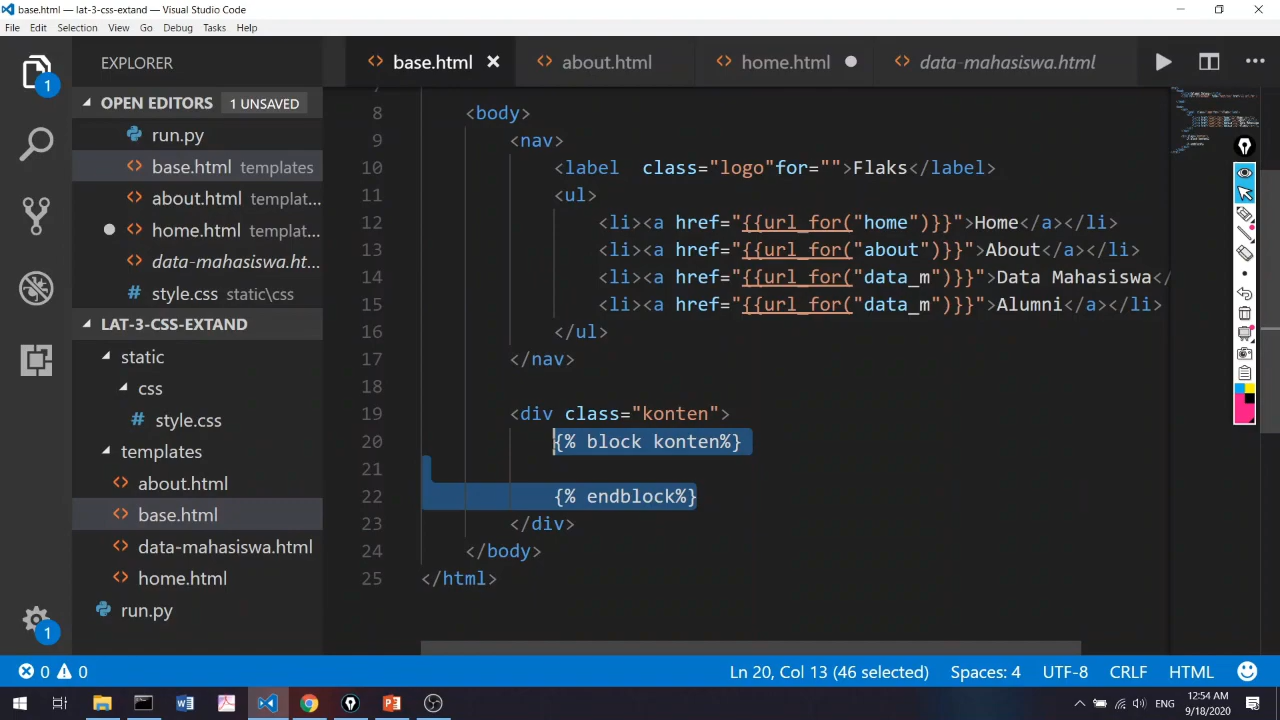 base.html — lat-3-css-extand — Visual Studio Code
File Edit Selection View Go Debug Tasks Help
EXPLORER
base.html
about.html
home.html
data-mahasiswa.html
OPEN EDITORS 1 UNSAVED
run.py
base.html templates
about.html templat...
home.html templat...
data-mahasiswa.ht...
style.css static\css
LAT-3-CSS-EXTAND
static
css
style.css
templates
about.html
base.html
data-mahasiswa.html
home.html
run.py
1
1
7
8 <body>
9 <nav>
10 <label class="logo"for="">Flaks</label>
11 <ul>
12 <li><a href="{{url_for("home")}}">Home</a></li>
13 <li><a href="{{url_for("about")}}">About</a></li>
14 <li><a href="{{url_for("data_m")}}">Data Mahasiswa</
15 <li><a href="{{url_for("data_m")}}">Alumni</a></li>
16 </ul>
17 </nav>
18
19 <div class="konten">
20 {% block konten%}
21
22 {% endblock%}
23 </div>
24 </body>
25 </html>
0 0
Ln 20, Col 13 (46 selected) Spaces: 4 UTF-8 CRLF HTML
ENG
12:54 AM
9/18/2020